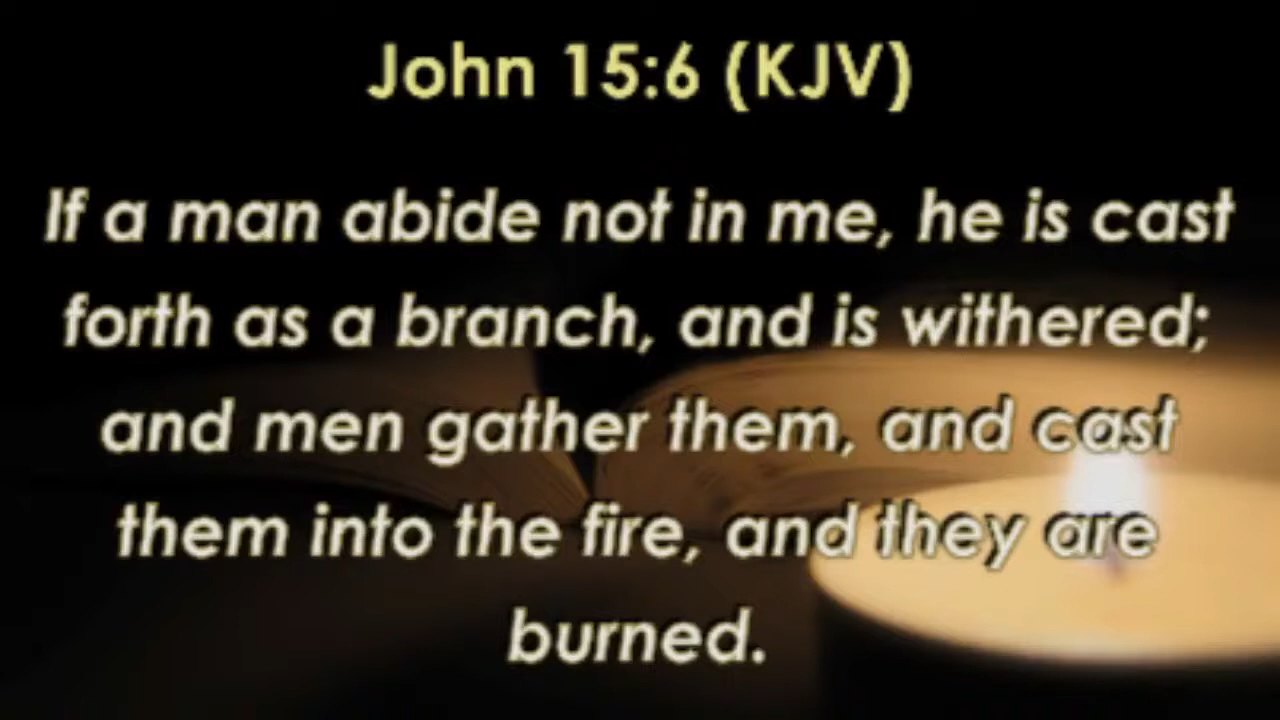 John 15:6 (KJV)
If a man abide not in me, he is cast
forth as a branch, and is withered;
and men gather them, and cast
them into the fire, and they are
burned.